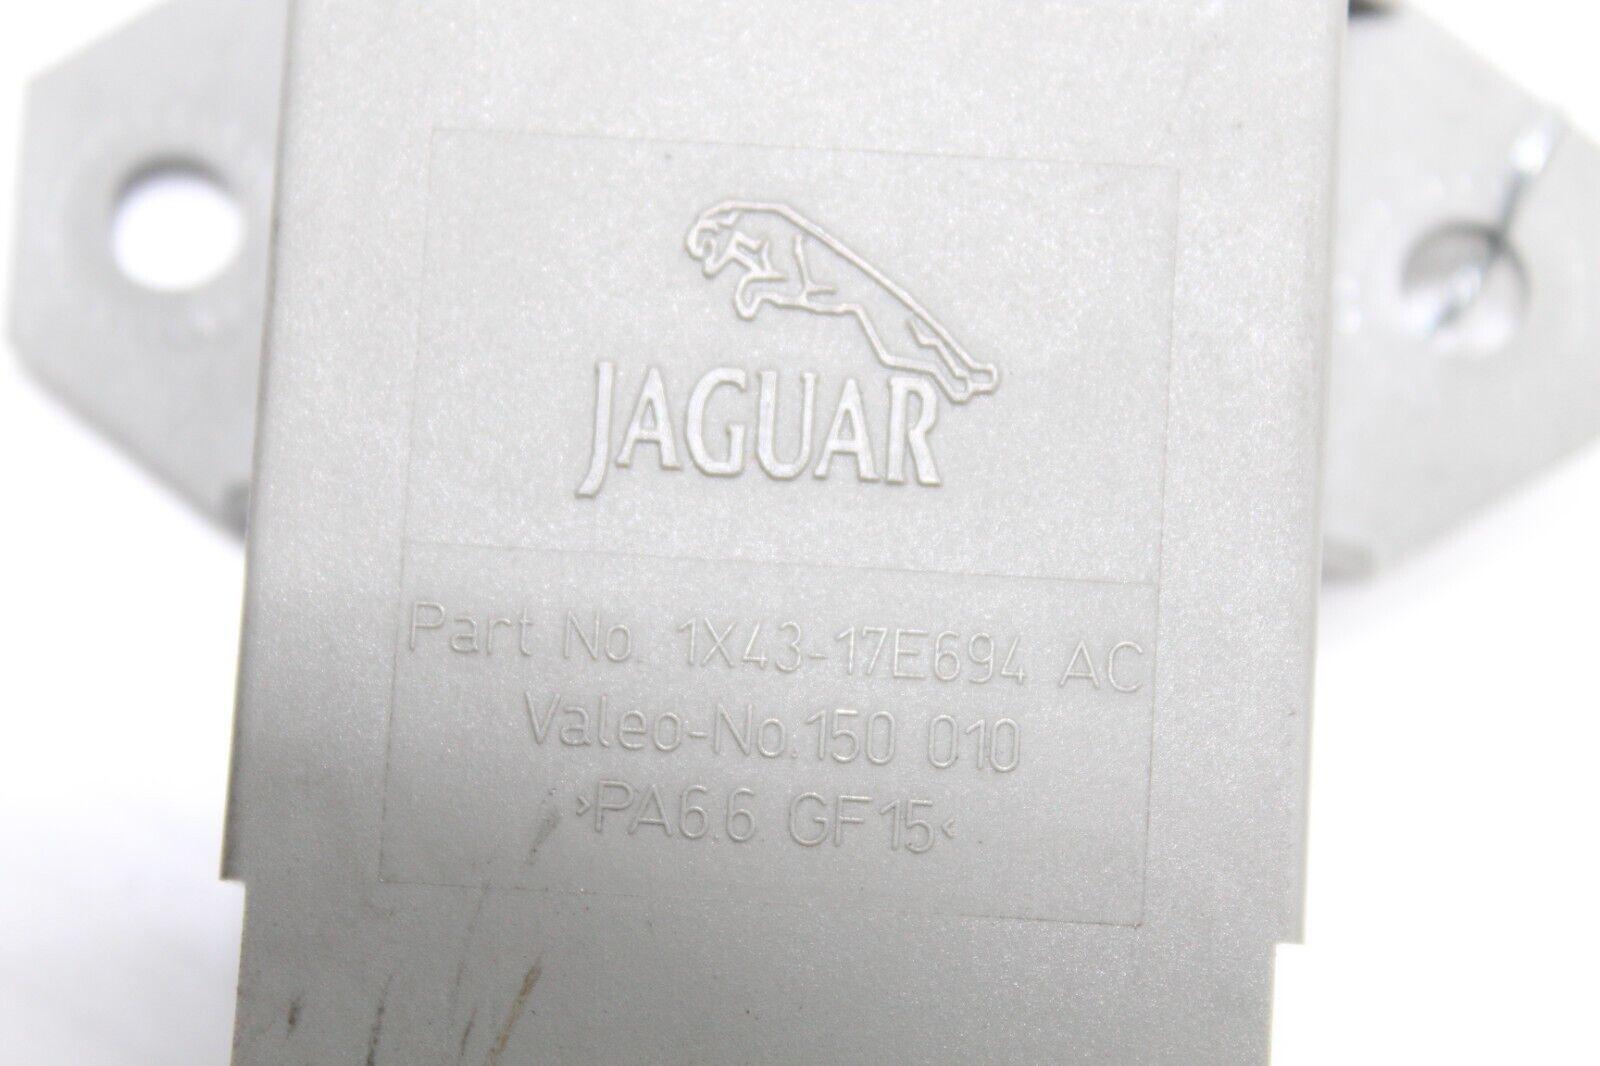 JAGUAR
Part No. 1X43-17E694 AC
Valeo-No.150 010
>PA6.6 GF15<